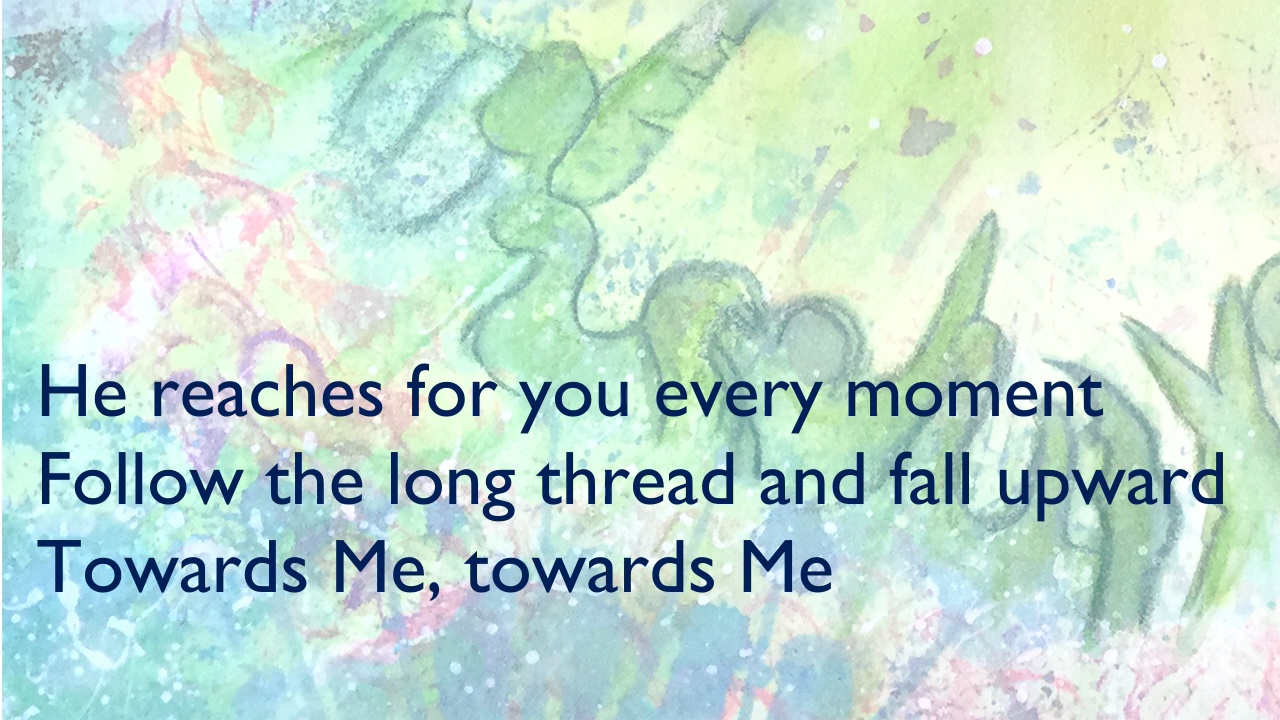 He reaches for you every moment
Follow the long thread and fall upward
Towards Me, towards Me